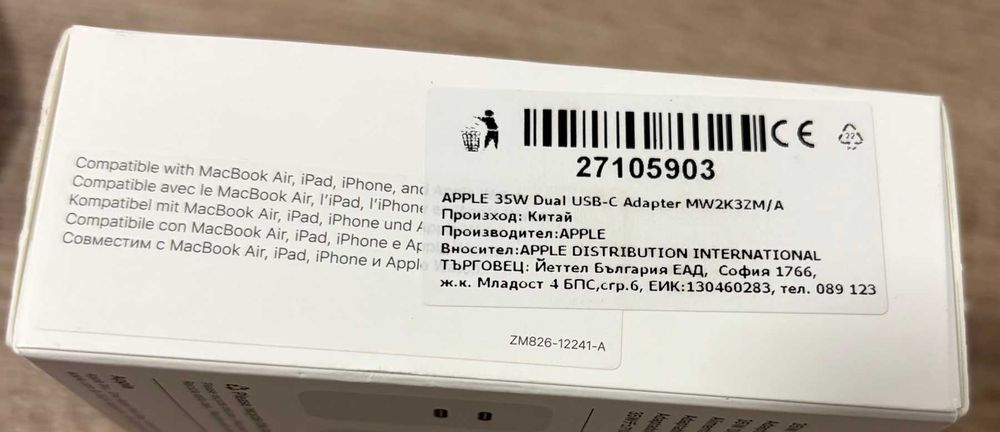 Compatible with MacBook Air, iPad, iPhone, and
Compatible avec le MacBook Air, l'iPad, l'iPhone
Kompatibel mit MacBook Air, iPad, iPhone und
Compatibile con MacBook Air, iPad, iPhone e
Совместим с MacBook Air, iPad, iPhone и Apple
ZM826-12241-A
CE
22
27105903
APPLE 35W Dual USB-C Adapter MW2K3ZM/A
Произход: Китай
Производител:APPLE
Вносител:APPLE DISTRIBUTION INTERNATIONAL
ТЪРГОВЕЦ: Йеттел България ЕАД, София 1766,
ж.к. Младост 4 БПС,сгр.6, ЕИК:130460283, тел. 089 123
Apple